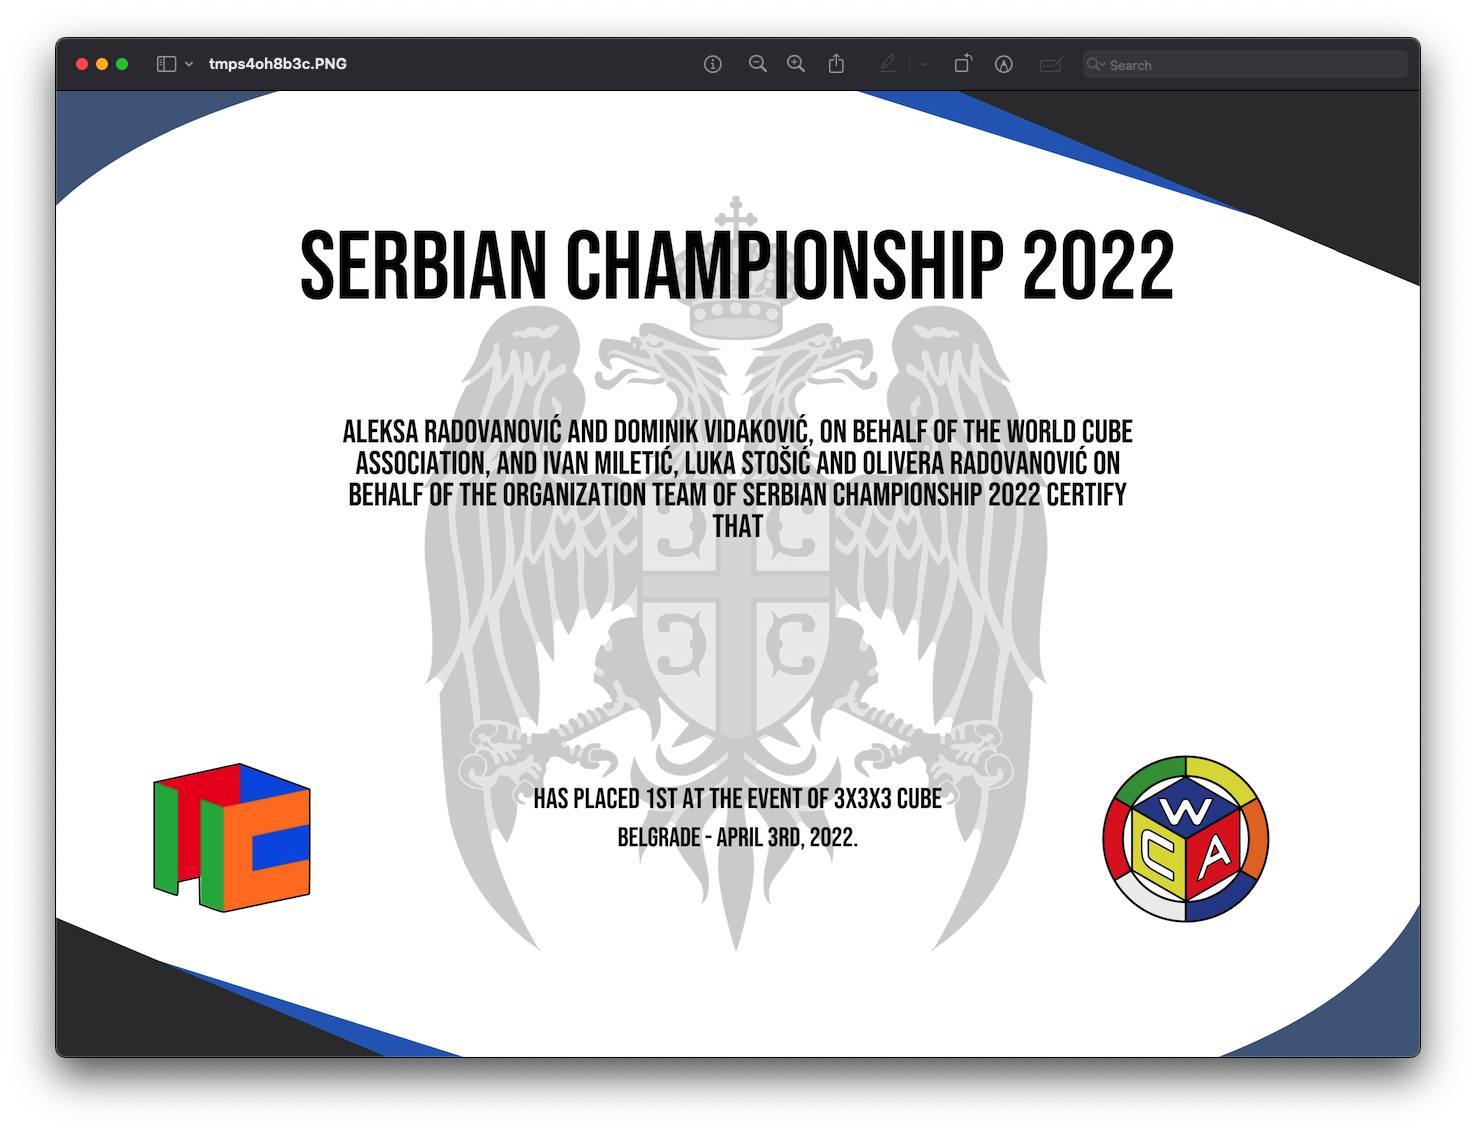 tmps4oh8b3c.PNG
Search
SERBIAN CHAMPIONSHIP 2022
ALEKSA RADOVANOVIĆ AND DOMINIK VIDAKOVIĆ, ON BEHALF OF THE WORLD CUBE
ASSOCIATION, AND IVAN MILETIĆ, LUKA STOŠIĆ AND OLIVERA RADOVANOVIĆ ON
BEHALF OF THE ORGANIZATION TEAM OF SERBIAN CHAMPIONSHIP 2022 CERTIFY
THAT
HAS PLACED 1ST AT THE EVENT OF 3X3X3 CUBE
BELGRADE - APRIL 3RD, 2022.
W
C A